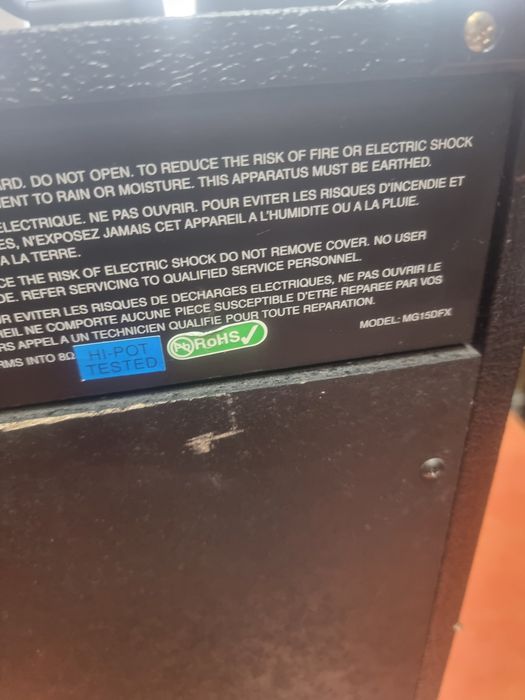 ARD. DO NOT OPEN. TO REDUCE THE RISK OF FIRE OR ELECTRIC SHOCK
MENT TO RAIN OR MOISTURE. THIS APPARATUS MUST BE EARTHED.
ELECTRIQUE. NE PAS OUVRIR. POUR EVITER LES RISQUES D'INCENDIE ET
ES, N'EXPOSEZ JAMAIS CET APPAREIL A L'HUMIDITE OU A LA PLUIE.
A LA TERRE.
CE THE RISK OF ELECTRIC SHOCK DO NOT REMOVE COVER. NO USER
DE. REFER SERVICING TO QUALIFIED SERVICE PERSONNEL.
R EVITER LES RISQUES DE DECHARGES ELECTRIQUES, NE PAS OUVRIR LE
REIL NE COMPORTE AUCUNE PIECE SUSCEPTIBLE D'ETRE REPAREE PAR VOS
RS APPEL A UN TECHNICIEN QUALIFIE POUR TOUTE REPARATION.
RMS INTO 8Ω
HI-POT
TESTED
Pb RoHS
MODEL: MG15DFX